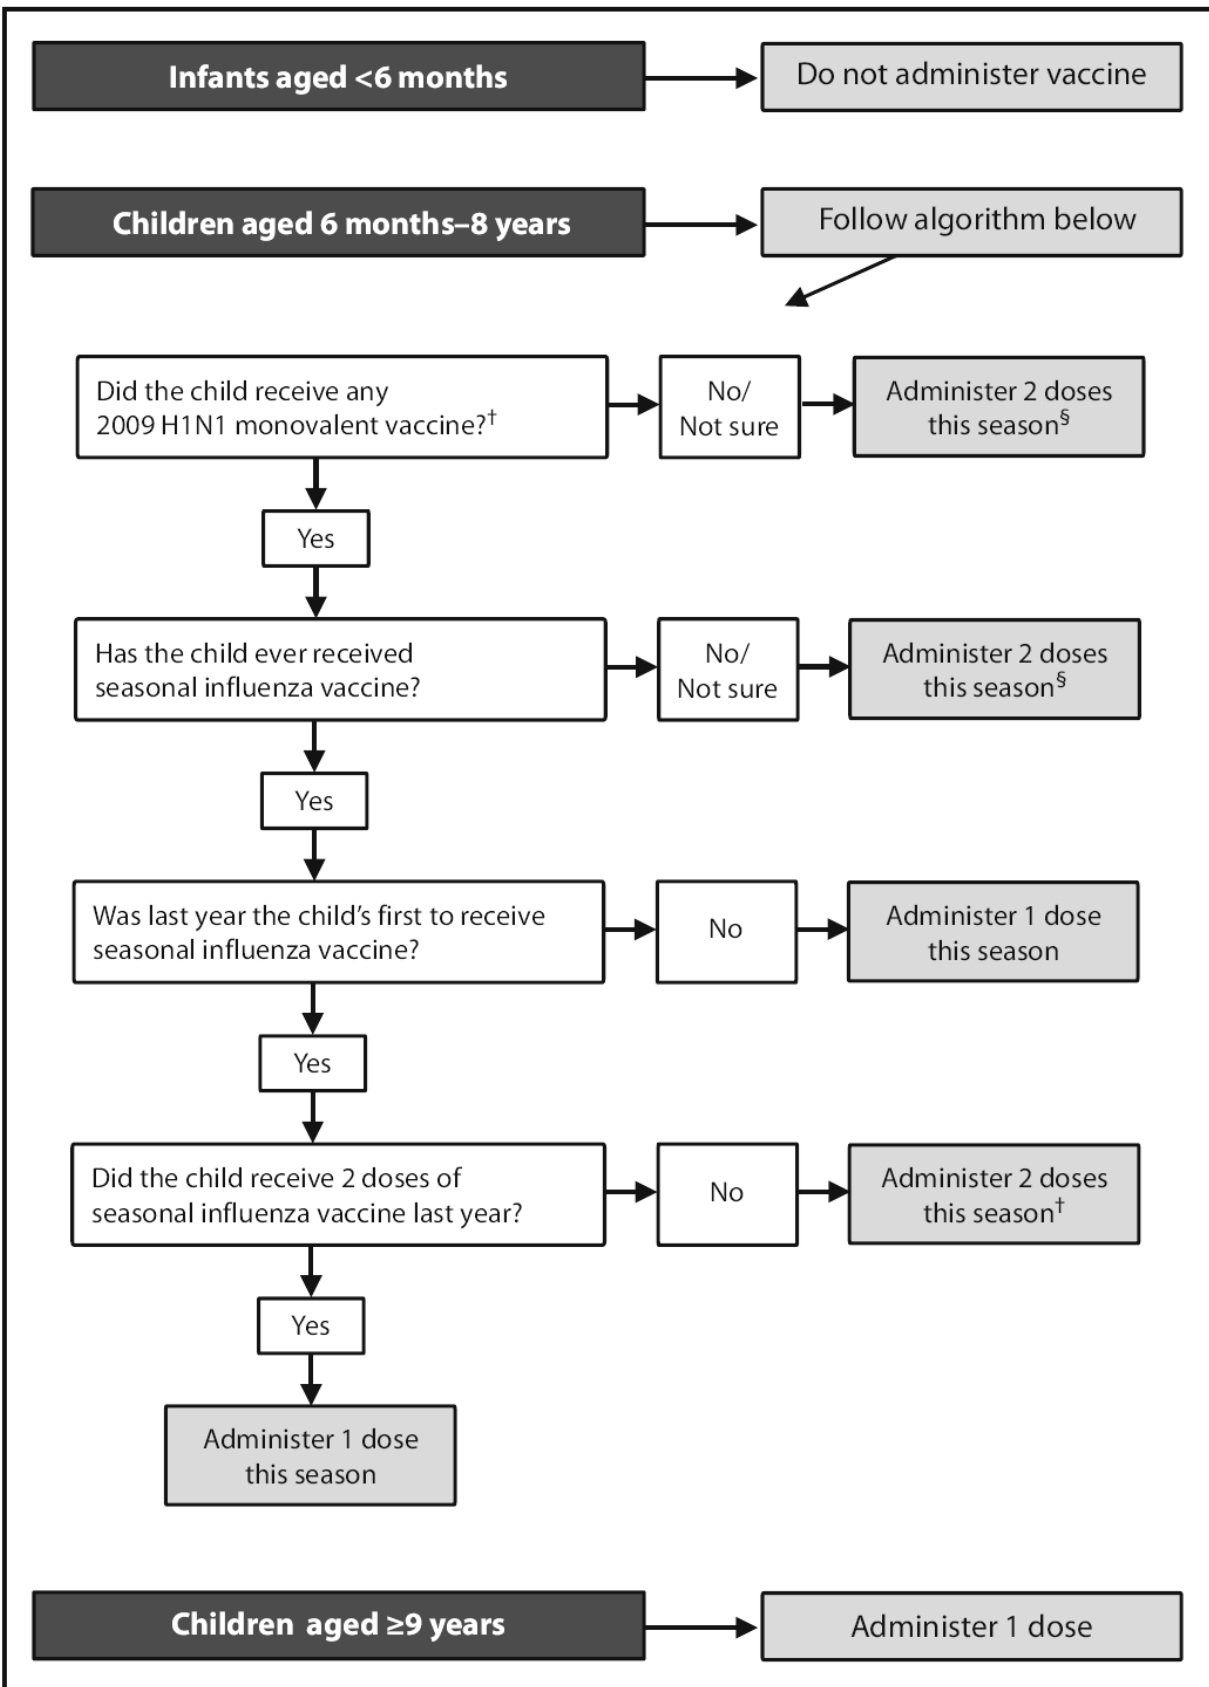 Infants aged <6 months
Do not administer vaccine
Children aged 6 months–8 years
Follow algorithm below
Did the child receive any
2009 H1N1 monovalent vaccine?†
No/
Not sure
Administer 2 doses
this season§
Yes
Has the child ever received
seasonal influenza vaccine?
No/
Not sure
Administer 2 doses
this season§
Yes
Was last year the child’s first to receive
seasonal influenza vaccine?
No
Administer 1 dose
this season
Yes
Did the child receive 2 doses of
seasonal influenza vaccine last year?
No
Administer 2 doses
this season†
Yes
Administer 1 dose
this season
Children aged ≥9 years
Administer 1 dose